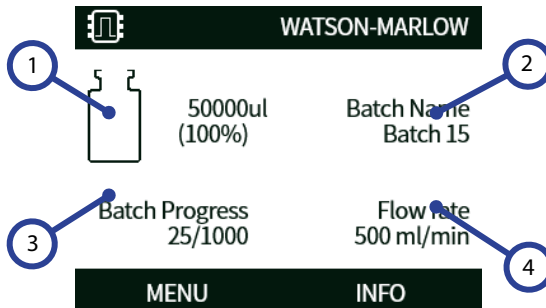 WATSON-MARLOW
1
2
50000ul
(100%)
Batch Name
Batch 15
3
Batch Progress
25/1000
Flow rate
500 ml/min
4
MENU
INFO